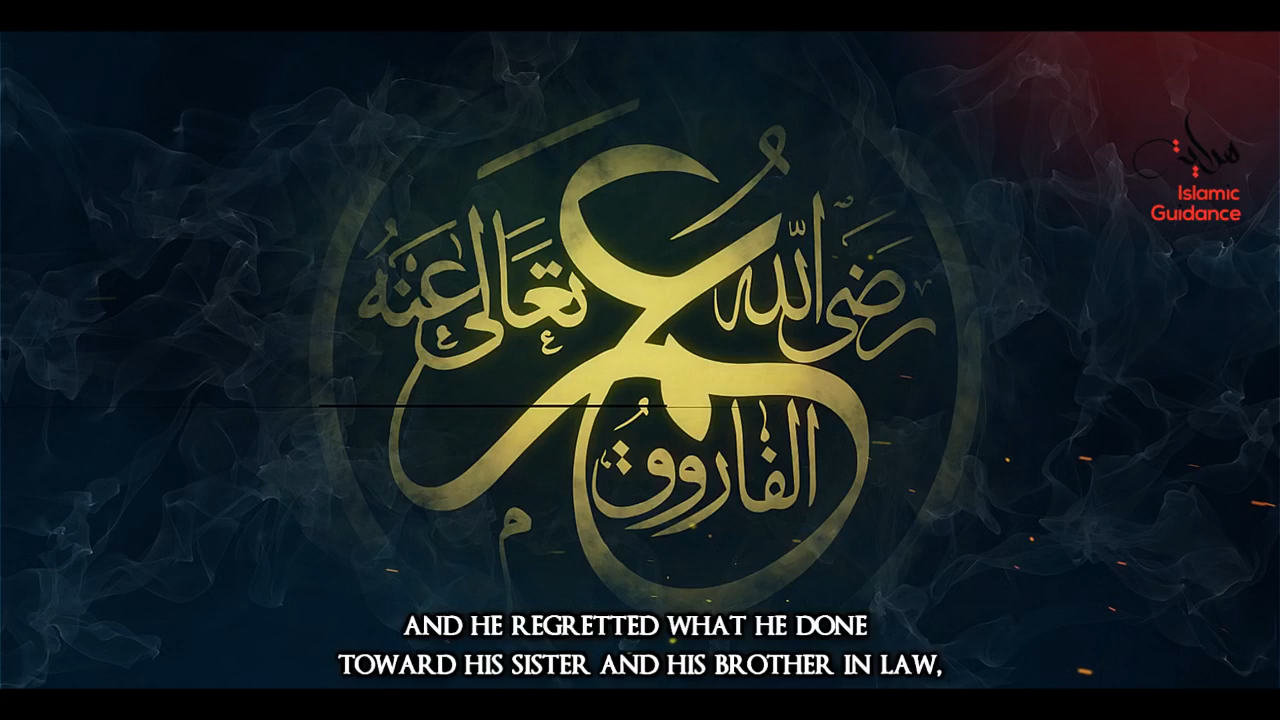 هداية
Islamic
Guidance
عمر
رضي الله تعالى عنه
الفاروق
AND HE REGRETTED WHAT HE DONE
TOWARD HIS SISTER AND HIS BROTHER IN LAW,